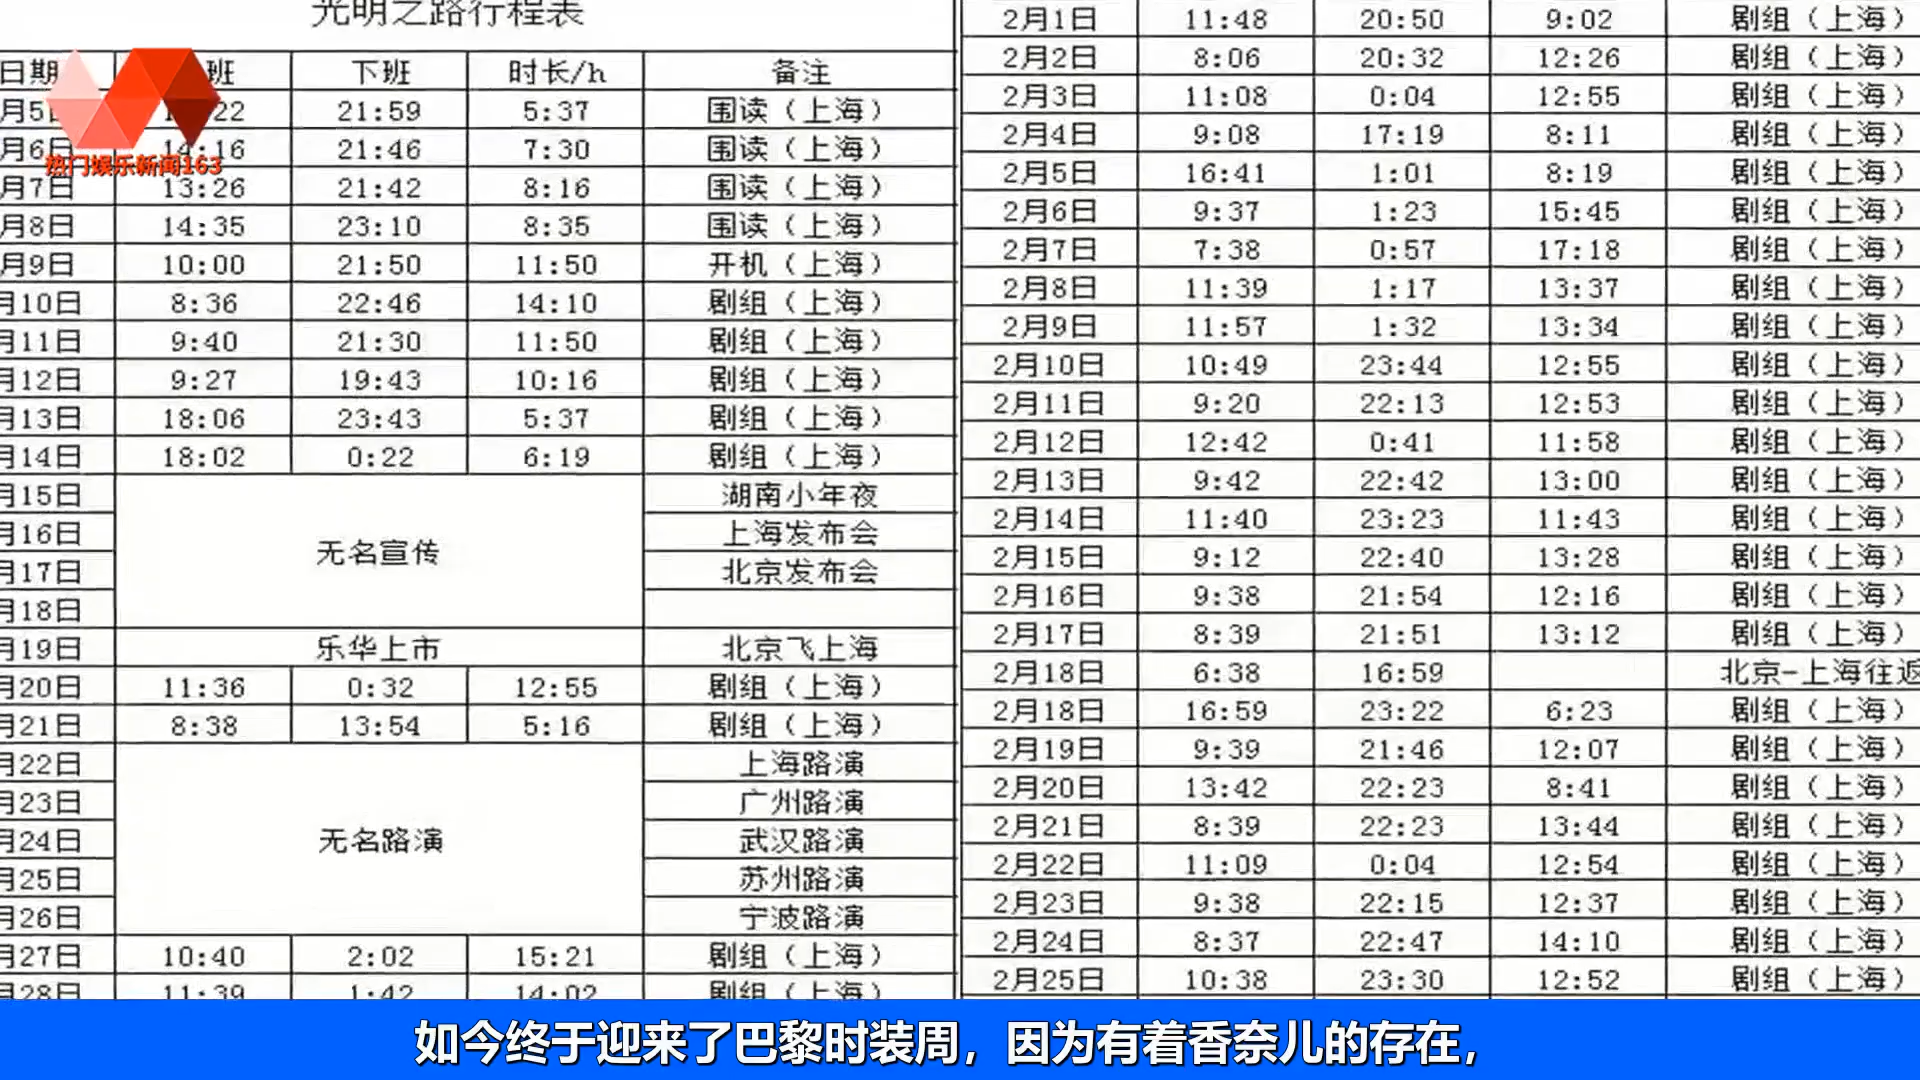 光明之路行程表
日期 班 下班 时长/h 备注
月5日 22 21:59 5:37 围读（上海）
月6日 14:16 21:46 7:30 围读（上海）
热门娱乐新闻163
月7日 13:26 21:42 8:16 围读（上海）
月8日 14:35 23:10 8:35 围读（上海）
月9日 10:00 21:50 11:50 开机（上海）
月10日 8:36 22:46 14:10 剧组（上海）
月11日 9:40 21:30 11:50 剧组（上海）
月12日 9:27 19:43 10:16 剧组（上海）
月13日 18:06 23:43 5:37 剧组（上海）
月14日 18:02 0:22 6:19 剧组（上海）
月15日 湖南小年夜
月16日 上海发布会
无名宣传
月17日 北京发布会
月18日
月19日 乐华上市 北京飞上海
月20日 11:36 0:32 12:55 剧组（上海）
月21日 8:38 13:54 5:16 剧组（上海）
月22日 上海路演
月23日 广州路演
月24日 无名路演 武汉路演
月25日 苏州路演
月26日 宁波路演
月27日 10:40 2:02 15:21 剧组（上海）
月28日 11:39 1:42 14:02 剧组（上海）
2月1日 11:48 20:50 9:02 剧组（上海）
2月2日 8:06 20:32 12:26 剧组（上海）
2月3日 11:08 0:04 12:55 剧组（上海）
2月4日 9:08 17:19 8:11 剧组（上海）
2月5日 16:41 1:01 8:19 剧组（上海）
2月6日 9:37 1:23 15:45 剧组（上海）
2月7日 7:38 0:57 17:18 剧组（上海）
2月8日 11:39 1:17 13:37 剧组（上海）
2月9日 11:57 1:32 13:34 剧组（上海）
2月10日 10:49 23:44 12:55 剧组（上海）
2月11日 9:20 22:13 12:53 剧组（上海）
2月12日 12:42 0:41 11:58 剧组（上海）
2月13日 9:42 22:42 13:00 剧组（上海）
2月14日 11:40 23:23 11:43 剧组（上海）
2月15日 9:12 22:40 13:28 剧组（上海）
2月16日 9:38 21:54 12:16 剧组（上海）
2月17日 8:39 21:51 13:12 剧组（上海）
2月18日 6:38 16:59 北京-上海往返
2月18日 16:59 23:22 6:23 剧组（上海）
2月19日 9:39 21:46 12:07 剧组（上海）
2月20日 13:42 22:23 8:41 剧组（上海）
2月21日 8:39 22:23 13:44 剧组（上海）
2月22日 11:09 0:04 12:54 剧组（上海）
2月23日 9:38 22:15 12:37 剧组（上海）
2月24日 8:37 22:47 14:10 剧组（上海）
2月25日 10:38 23:30 12:52 剧组（上海）
如今终于迎来了巴黎时装周，因为有着香奈儿的存在，